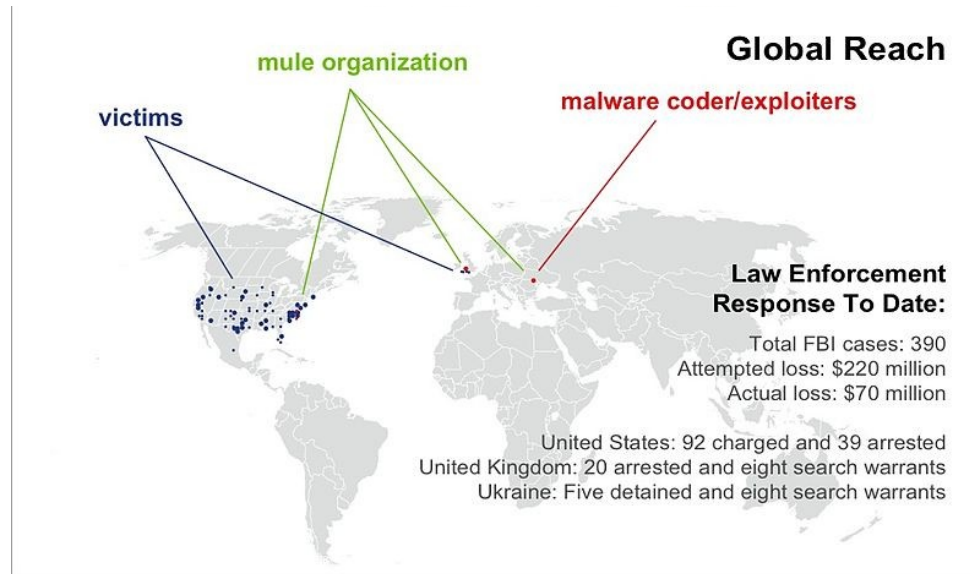 Global Reach
mule organization
malware coder/exploiters
victims
Law Enforcement
Response To Date:
Total FBI cases: 390
Attempted loss: $220 million
Actual loss: $70 million
United States: 92 charged and 39 arrested
United Kingdom: 20 arrested and eight search warrants
Ukraine: Five detained and eight search warrants